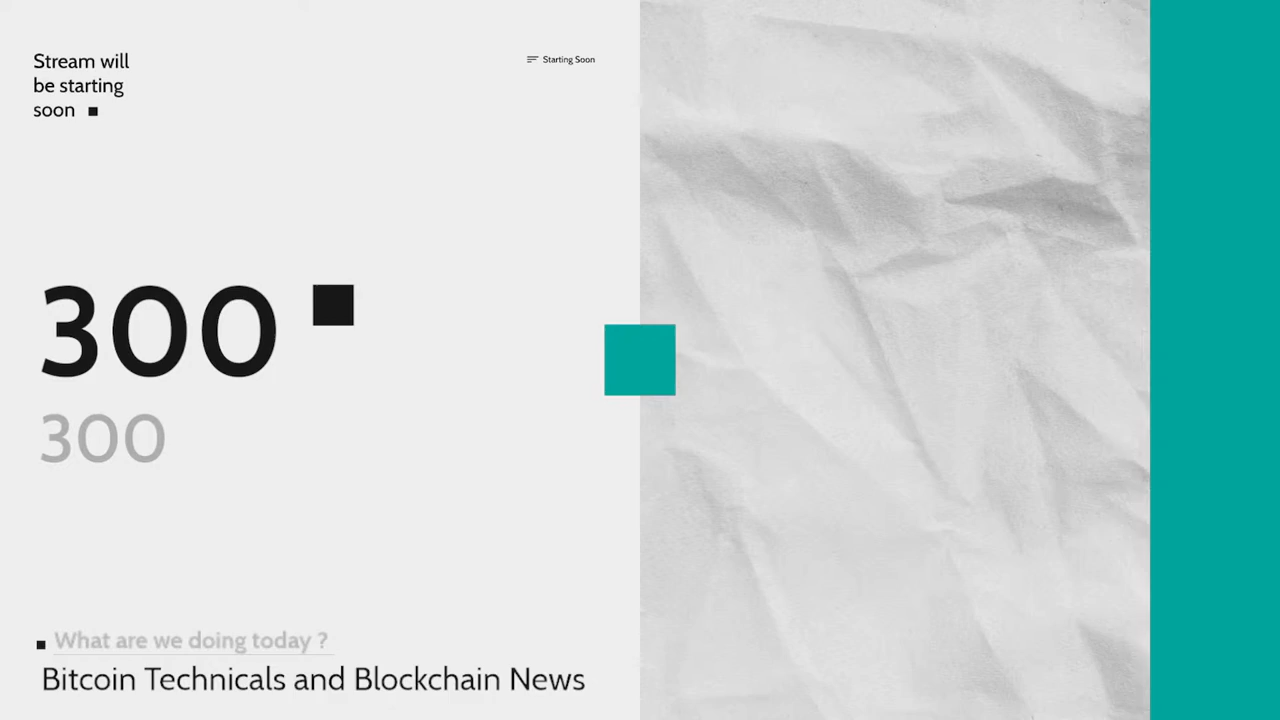 Stream will
be starting
soon
Starting Soon
300
300
What are we doing today ?
Bitcoin Technicals and Blockchain News